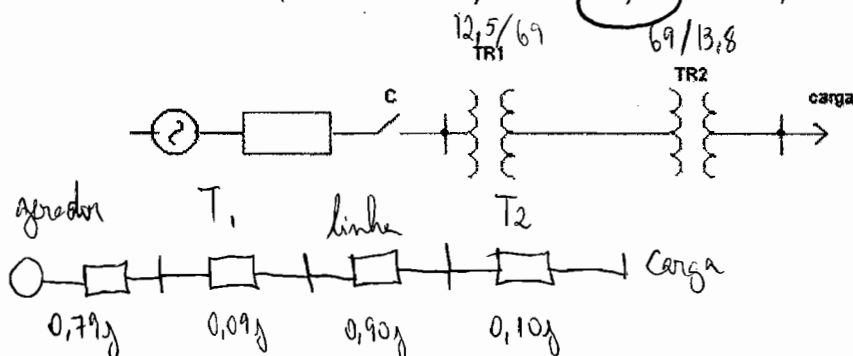 12,5/69 69/13,8
TR1 TR2
C carga
gerador T1 linha T2
Carga
0,79j 0,09j 0,90j 0,10j